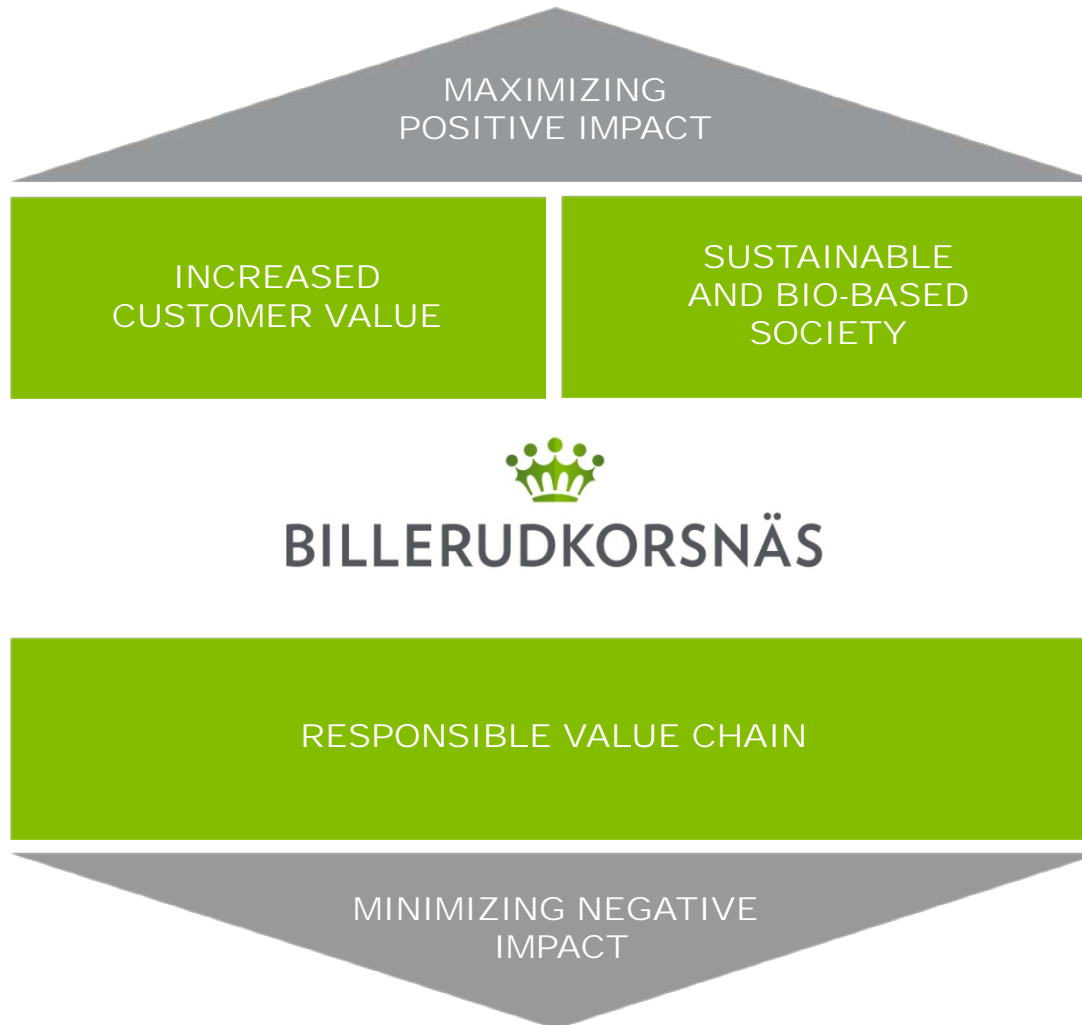 MAXIMIZING
POSITIVE IMPACT
INCREASED
CUSTOMER VALUE
SUSTAINABLE
AND BIO-BASED
SOCIETY
BILLERUDKORSNÄS
RESPONSIBLE VALUE CHAIN
MINIMIZING NEGATIVE
IMPACT